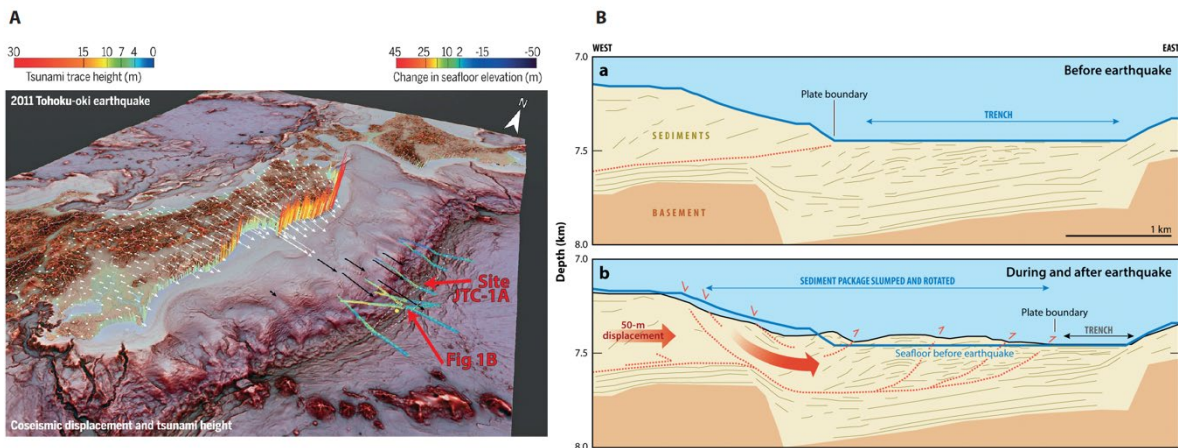 A
30 15 10 7 4 0
Tsunami trace height (m)
45 25 10 2 -15 -50
Change in seafloor elevation (m)
2011 Tohoku-oki earthquake
N
Site
JTC-1A
Fig 1B
Coseismic displacement and tsunami height
B
WEST
EAST
7.0
a
Before earthquake
Plate boundary
TRENCH
SEDIMENTS
7.5
BASEMENT
1 km
8.0
Depth (km)
b
During and after earthquake
SEDIMENT PACKAGE SLUMPED AND ROTATED
Plate boundary
50-m
displacement
TRENCH
Seafloor before earthquake
7.5
8.0